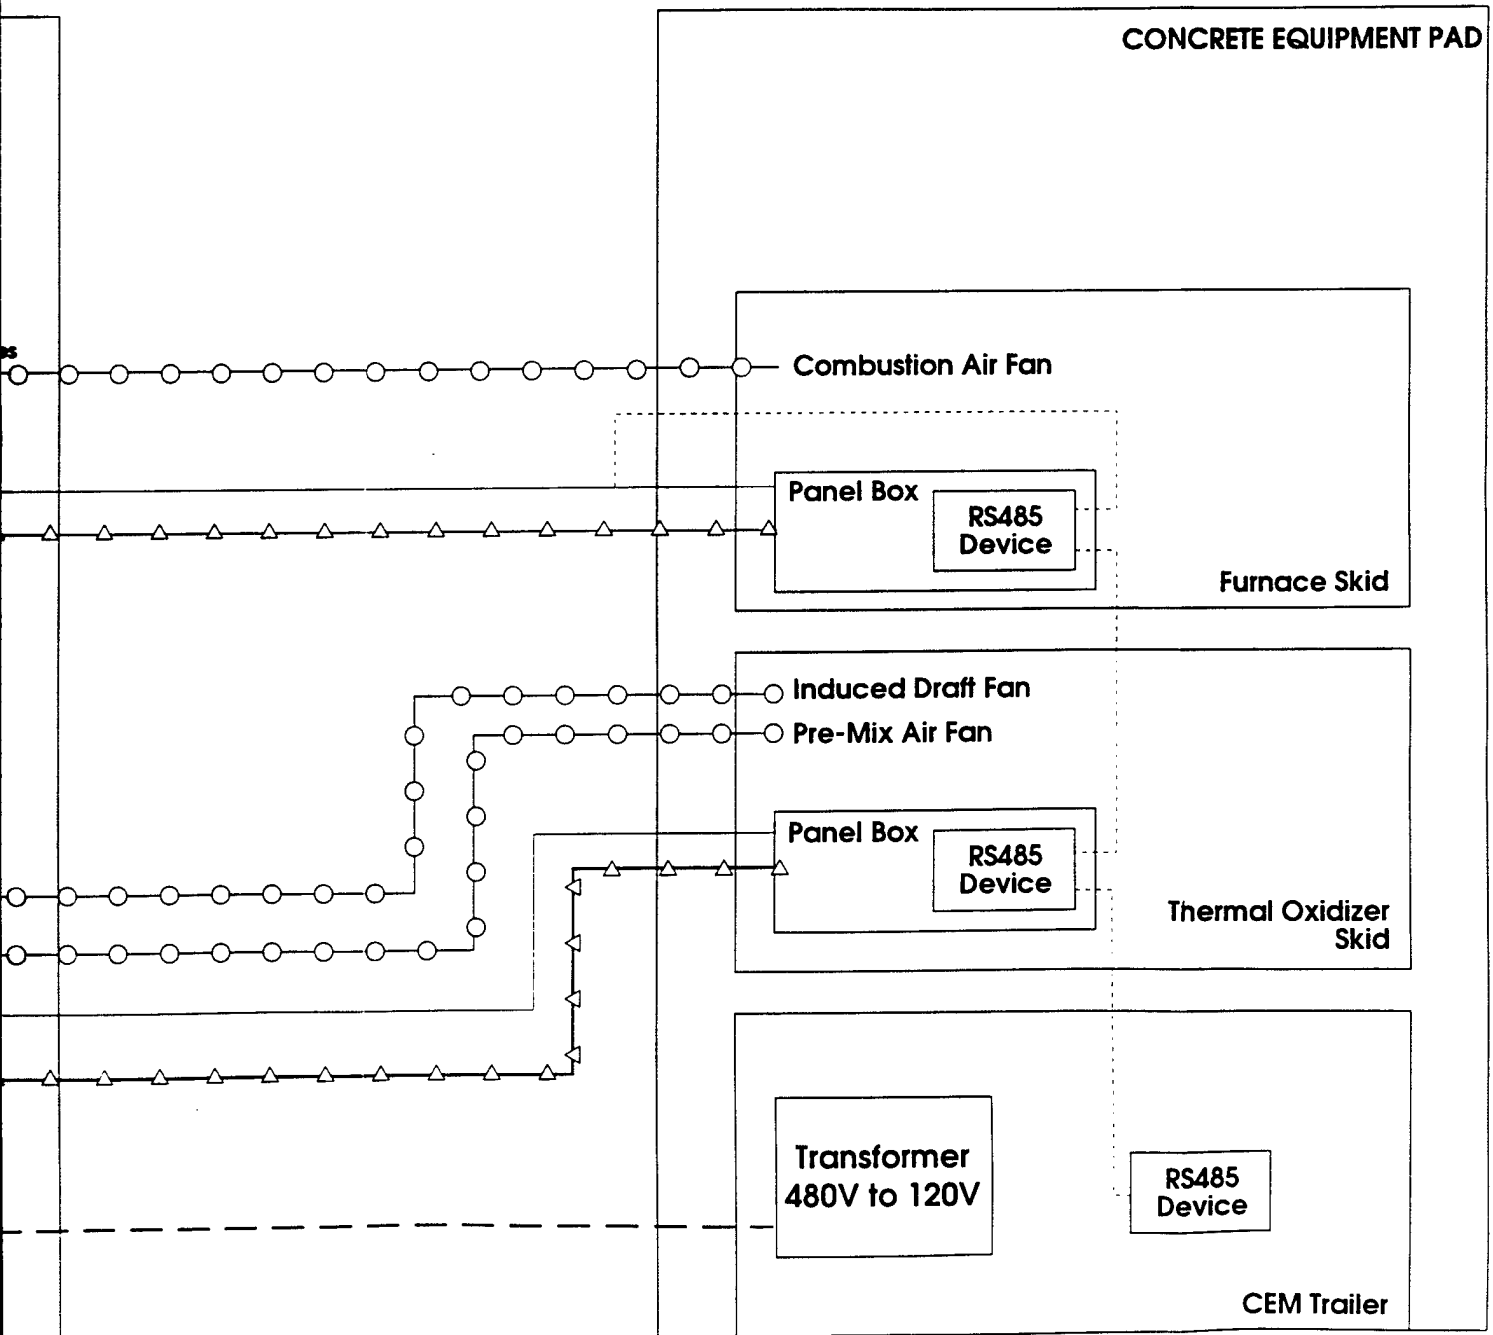 CONCRETE EQUIPMENT PAD
Combustion Air Fan
Panel Box
RS485
Device
Furnace Skid
Induced Draff Fan
Pre-Mix Air Fan
Panel Box
RS485
Device
Thermal Oxidizer
Skid
Transformer
480V to 120V
RS485
Device
CEM Trailer